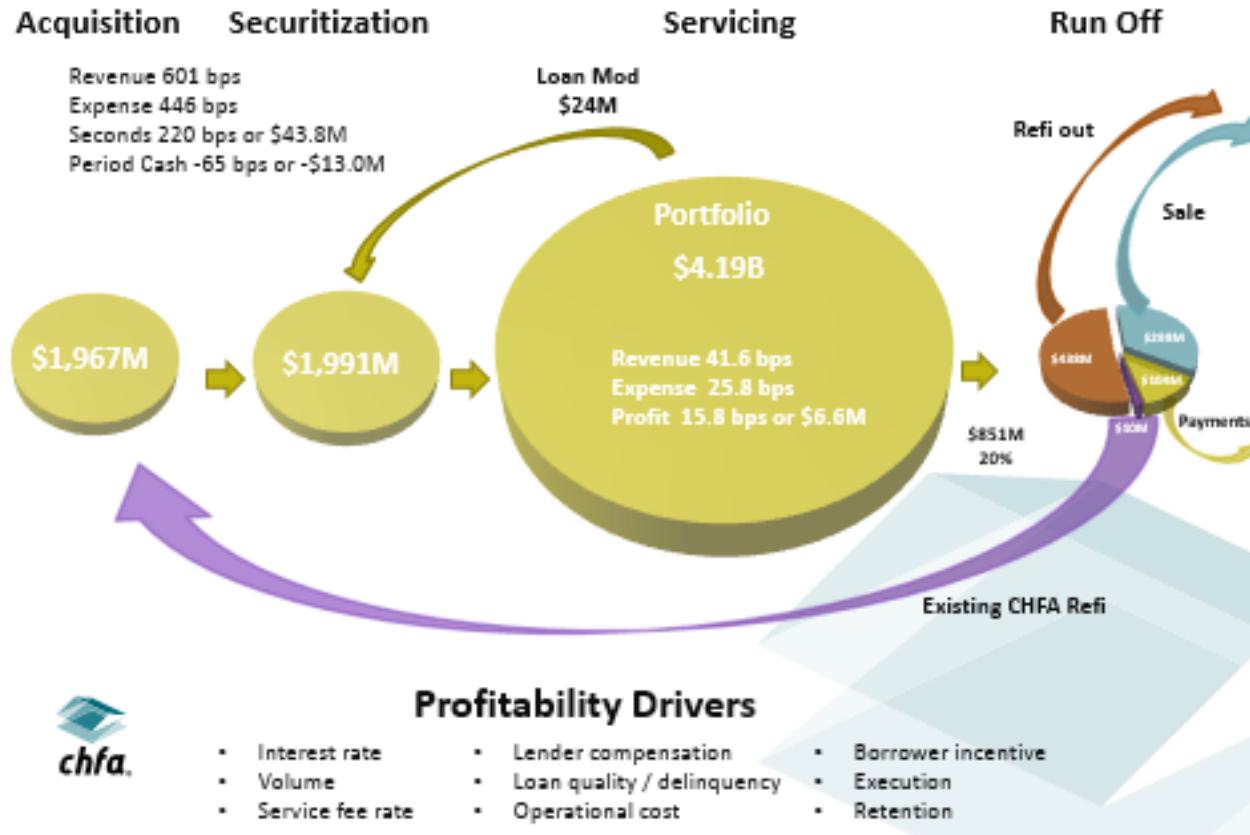 Acquisition
Securitization
Servicing
Run Off
Revenue 601 bps
Expense 446 bps
Seconds 220 bps or $43.8M
Period Cash -65 bps or -$13.0M
Loan Mod
$24M
Refi out
Sale
Portfolio
$4.19B
$1,967M
$1,991M
Revenue 41.6 bps
Expense 25.8 bps
Profit 15.8 bps or $6.6M
$851M
20%
Payments
Existing CHFA Refi
chfa.
Profitability Drivers
▪ Interest rate
▪ Volume
▪ Service fee rate
▪ Lender compensation
▪ Loan quality / delinquency
▪ Operational cost
▪ Borrower incentive
▪ Execution
▪ Retention